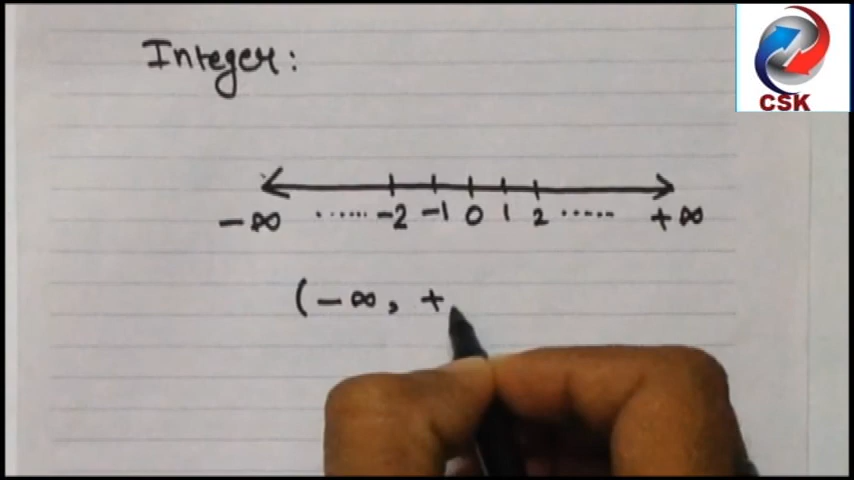 Integer:
CSK
-∞ ...... -2 -1 0 1 2 ...... +∞
(-∞, +